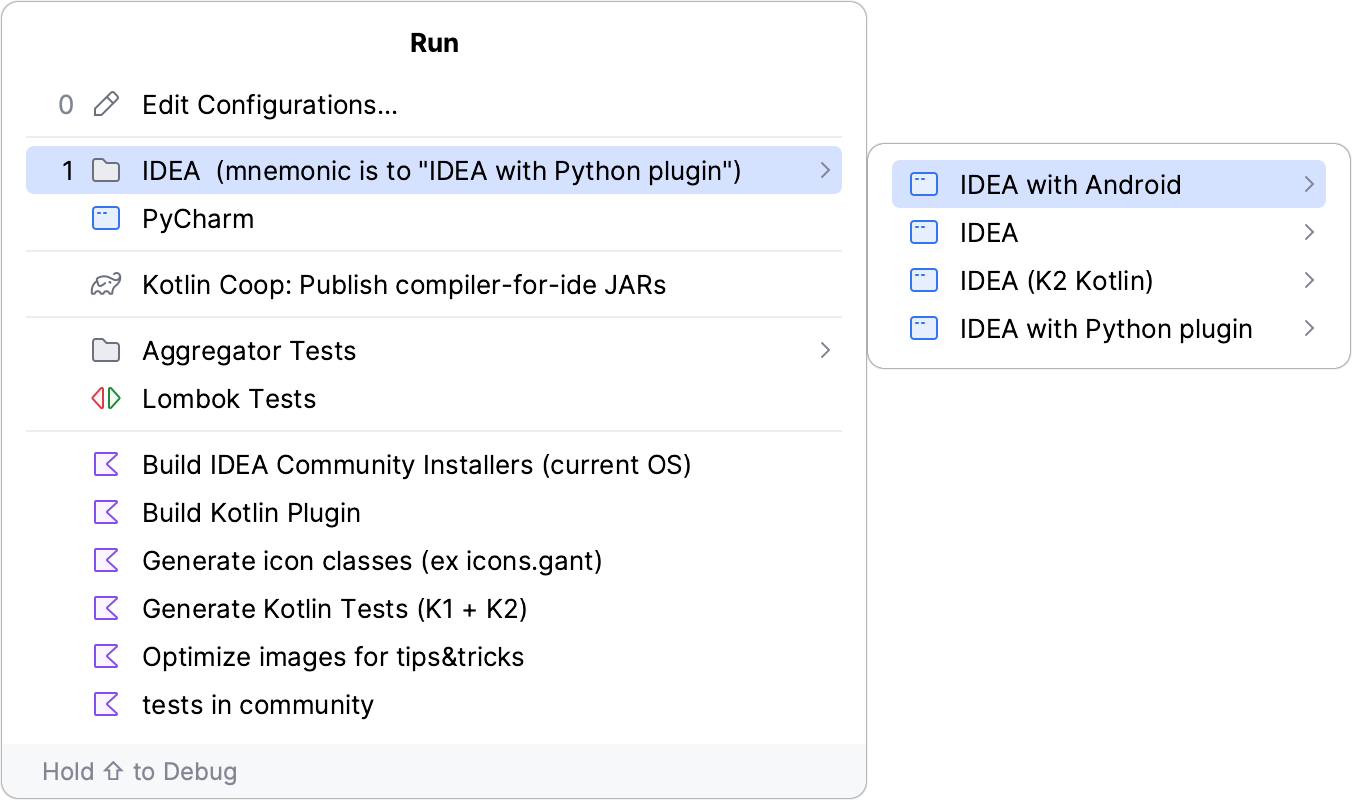 Run
0 Edit Configurations...
1 IDEA (mnemonic is to "IDEA with Python plugin")
PyCharm
Kotlin Coop: Publish compiler-for-ide JARs
Aggregator Tests
Lombok Tests
Build IDEA Community Installers (current OS)
Build Kotlin Plugin
Generate icon classes (ex icons.gant)
Generate Kotlin Tests (K1 + K2)
Optimize images for tips&tricks
tests in community
Hold ⇧ to Debug
IDEA with Android
IDEA
IDEA (K2 Kotlin)
IDEA with Python plugin